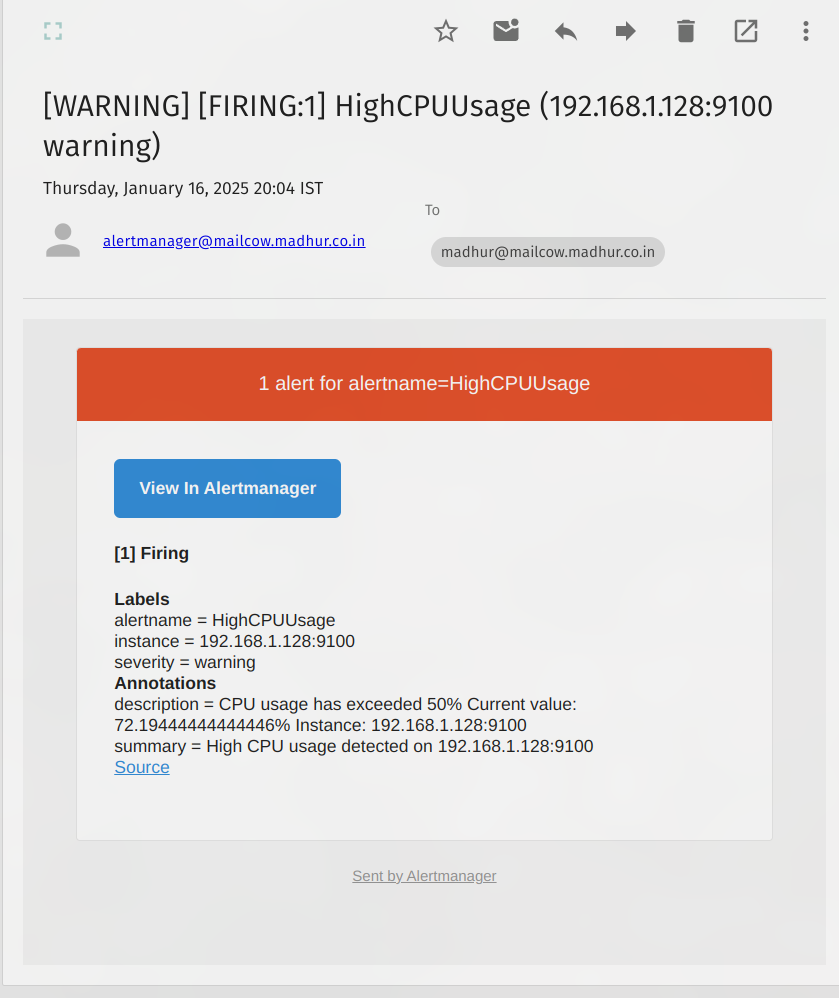 [WARNING] [FIRING:1] HighCPUUsage (192.168.1.128:9100
warning)
Thursday, January 16, 2025 20:04 IST
To
alertmanager@mailcow.madhur.co.in
madhur@mailcow.madhur.co.in
1 alert for alertname=HighCPUUsage
View In Alertmanager
[1] Firing
Labels
alertname = HighCPUUsage
instance = 192.168.1.128:9100
severity = warning
Annotations
description = CPU usage has exceeded 50% Current value:
72.19444444444446% Instance: 192.168.1.128:9100
summary = High CPU usage detected on 192.168.1.128:9100
Source
Sent by Alertmanager